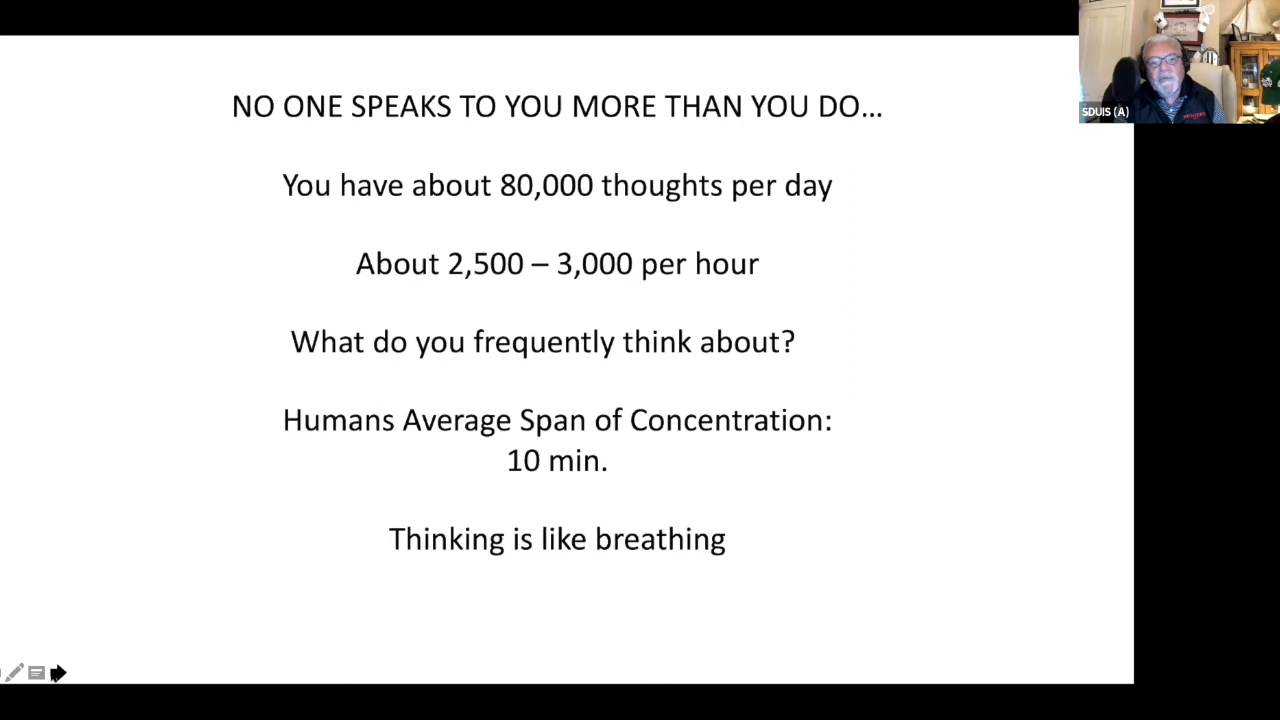 NO ONE SPEAKS TO YOU MORE THAN YOU DO...
You have about 80,000 thoughts per day
About 2,500 – 3,000 per hour
What do you frequently think about?
Humans Average Span of Concentration:
10 min.
Thinking is like breathing
SDUIS (A)